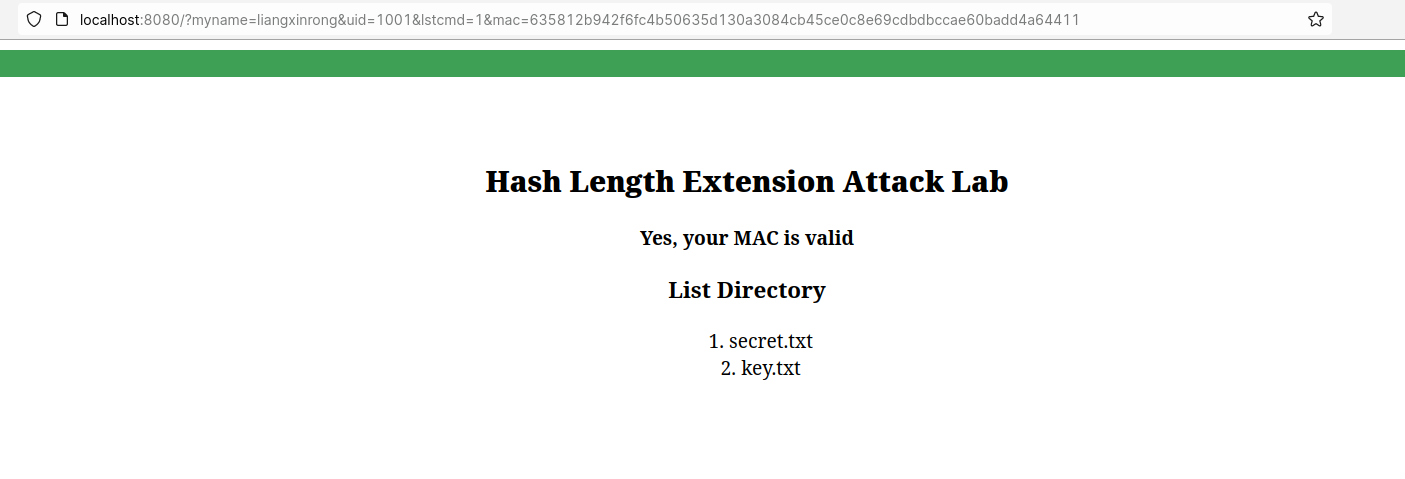 localhost:8080/?myname=liangxinrong&uid=1001&lstcmd=1&mac=635812b942f6fc4b50635d130a3084cb45ce0c8e69cdbdbccae60badd4a64411
Hash Length Extension Attack Lab
Yes, your MAC is valid
List Directory
1. secret.txt
2. key.txt